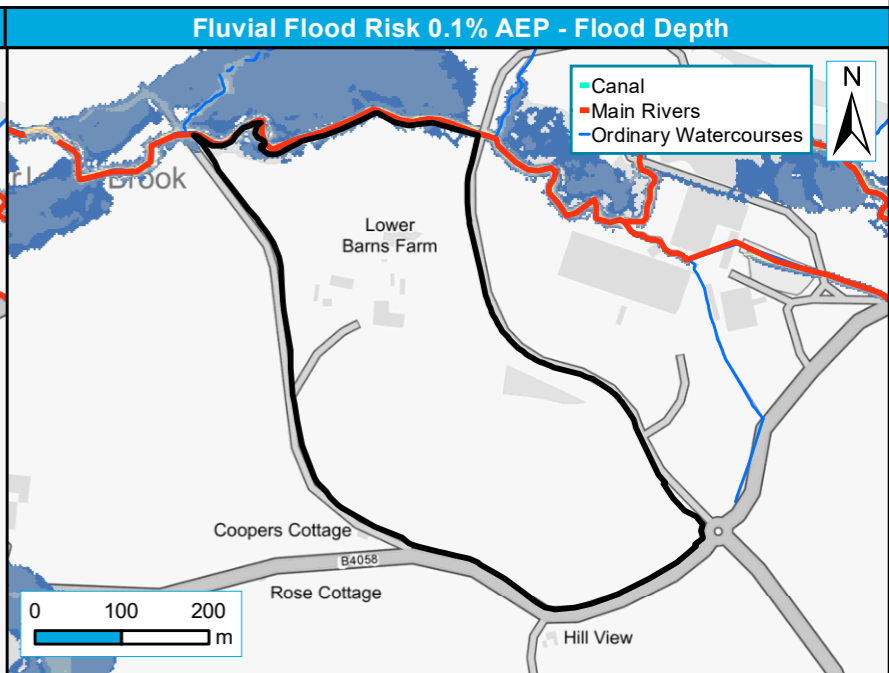 Fluvial Flood Risk 0.1% AEP - Flood Depth
Canal
Main Rivers
Ordinary Watercourses
N
Brook
Lower
Barns Farm
Coopers Cottage
B4058
Rose Cottage
0 100 200
m
Hill View